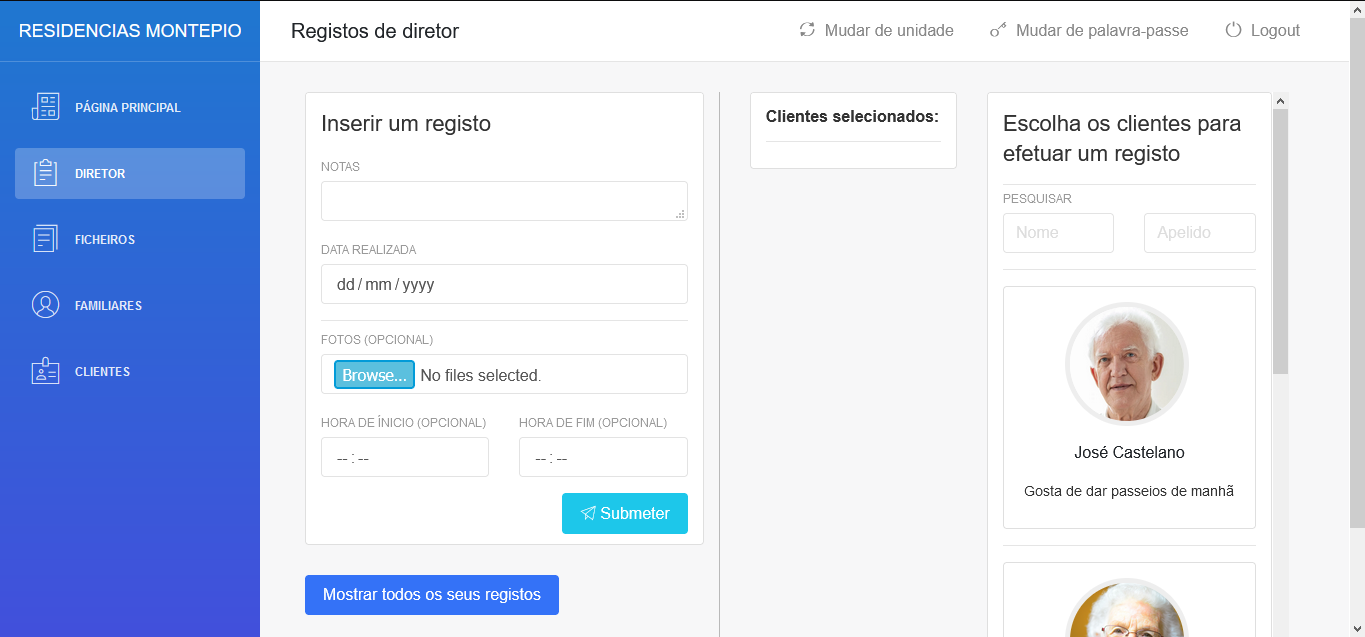 RESIDENCIAS MONTEPIO
PÁGINA PRINCIPAL
DIRETOR
FICHEIROS
FAMILIARES
CLIENTES
Registos de diretor
Mudar de unidade
Mudar de palavra-passe
Logout
Inserir um registo
NOTAS
DATA REALIZADA
dd / mm / yyyy
FOTOS (OPCIONAL)
Browse... No files selected.
HORA DE ÍNICIO (OPCIONAL)
HORA DE FIM (OPCIONAL)
-- : --
-- : --
Submeter
Mostrar todos os seus registos
Clientes selecionados:
Escolha os clientes para
efetuar um registo
PESQUISAR
Nome
Apelido
José Castelano
Gosta de dar passeios de manhã